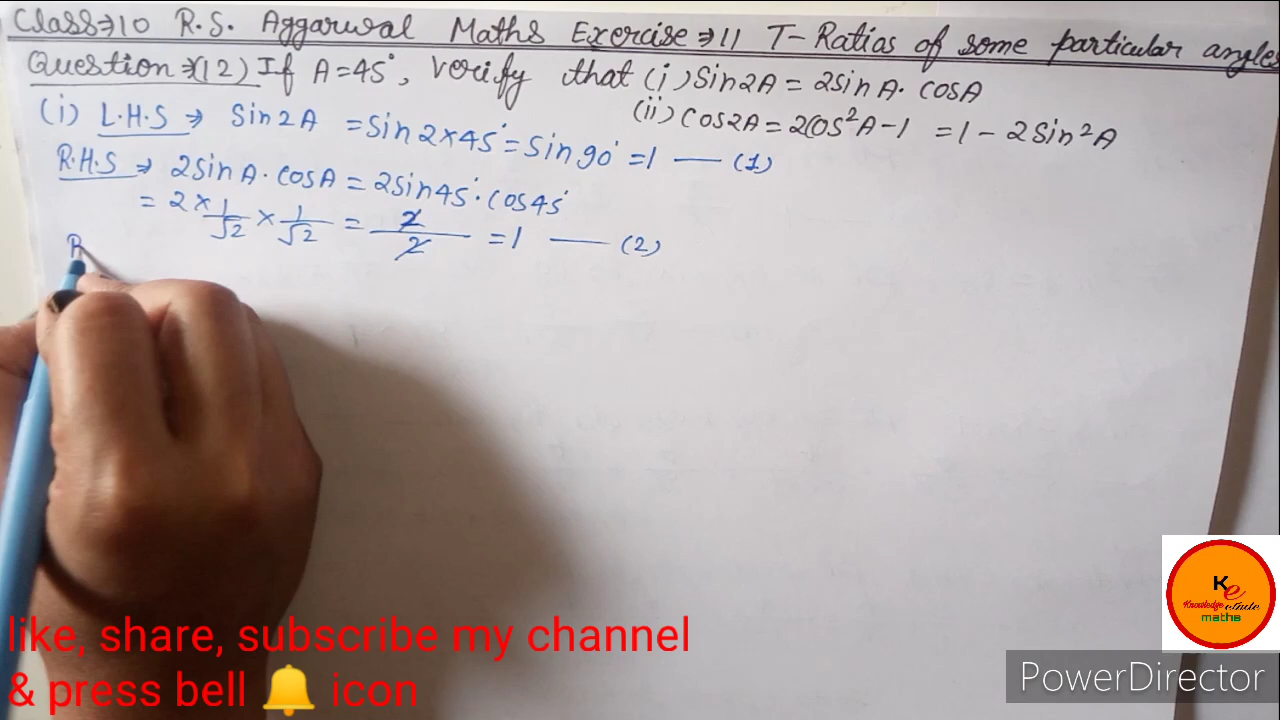 Class⇒10 R.S. Aggarwal Maths Exercise⇒11 T-Ratios of some particular angles
Question⇒(12) If A=45°, verify that (i) Sin2A = 2sinA·cosA
(ii) Cos2A = 2cos²A-1 = 1-2sin²A
(i) L.H.S ⇒ Sin2A = Sin2×45° = Sin90° = 1 — (1)
R.H.S ⇒ 2sinA·cosA = 2sin45°·cos45°
= 2×1/√2×1/√2 = 2/2 = 1 — (2)
like, share, subscribe my channel
& press bell 🔔 icon
Ke
Knowledge etude
maths
PowerDirector